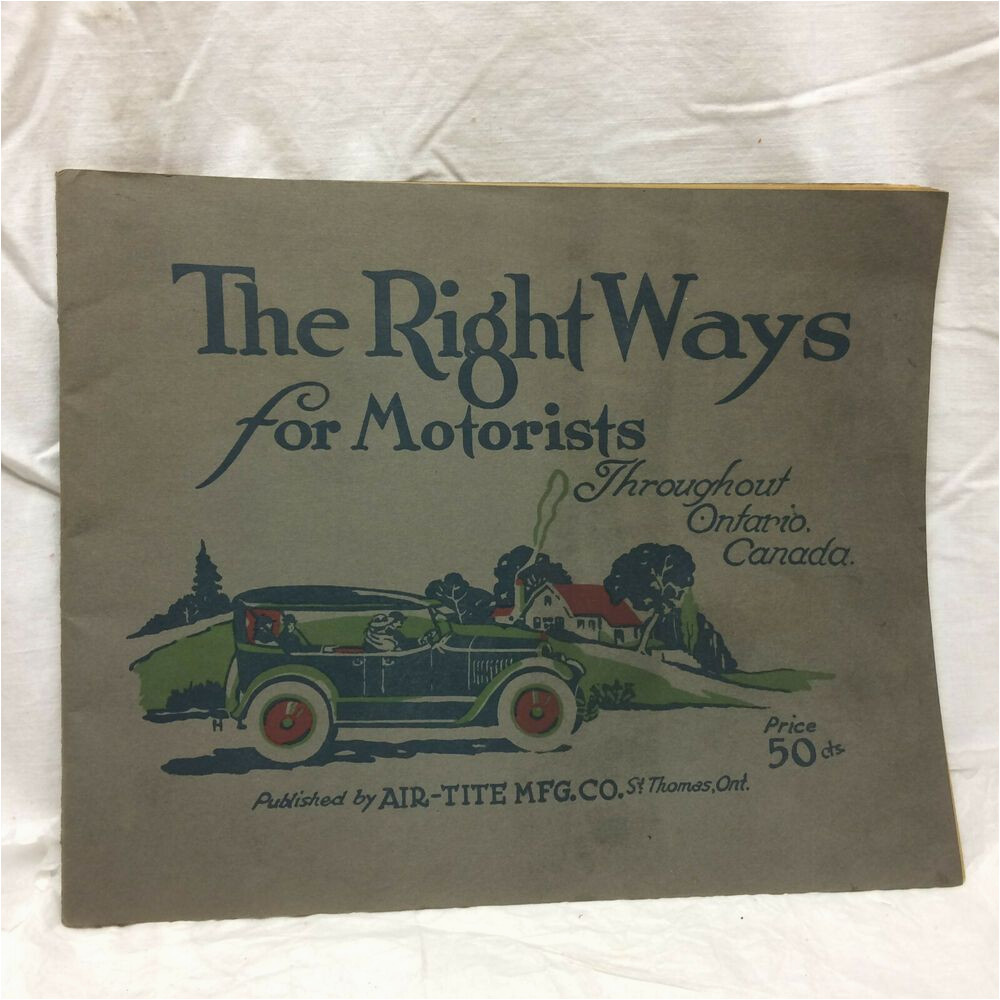 The Right Ways
for Motorists
Throughout
Ontario.
Canada.
H
Price
50 cts.
Published by AIR-TITE MFG. CO. St Thomas, Ont.